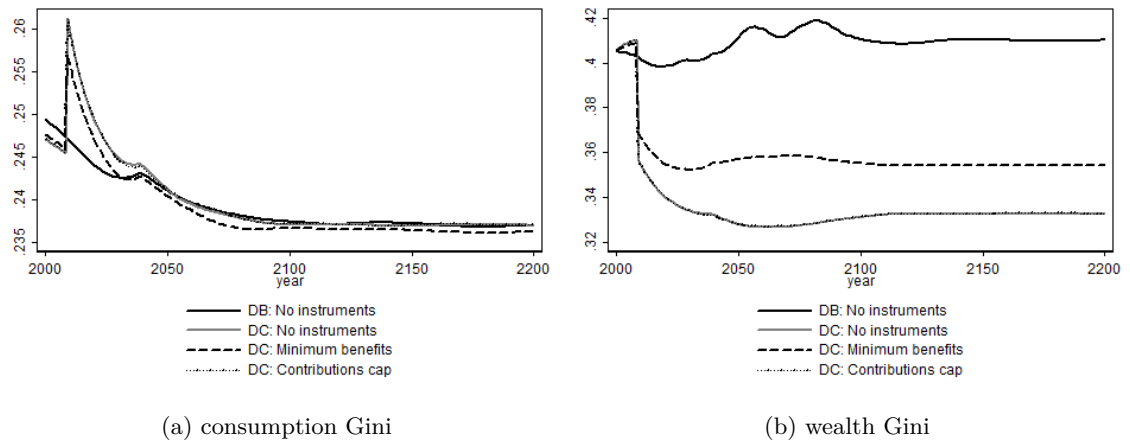 .26
.255
.25
.245
.24
.235
2000
2050
2100
2150
2200
year
DB: No instruments
DC: No instruments
DC: Minimum benefits
DC: Contributions cap
(a) consumption Gini
.42
.4
.38
.36
.34
.32
2000
2050
2100
2150
2200
year
DB: No instruments
DC: No instruments
DC: Minimum benefits
DC: Contributions cap
(b) wealth Gini